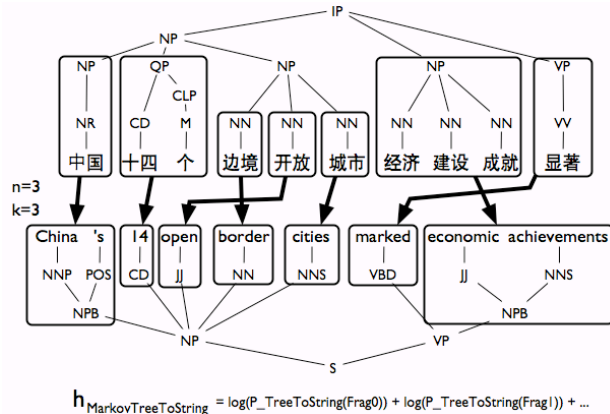 IP
NP
NP QP NP NP VP
CLP
NR CD M NN NN NN NN NN NN VV
中国 十四 个 边境 开放 城市 经济 建设 成就 显著
n=3
k=3
China 's 14 open border cities marked economic achievements
NNP POS CD JJ NN NNS VBD JJ NNS
NPB NPB
NP VP
S
h MarkovTreeToString = log(P_TreeToString(Frag0)) + log(P_TreeToString(Frag1)) + ...